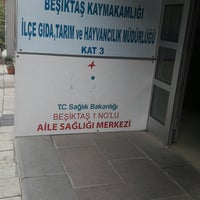 BEŞİKTAŞ KAYMAKAMLIĞI
İLÇE GIDA,TARIM ve HAYVANCILIK MÜDÜRLÜĞÜ
KAT 3
T.C. Sağlık Bakanlığı
BEŞİKTAŞ 1 NO'LU
AİLE SAĞLIĞI MERKEZİ